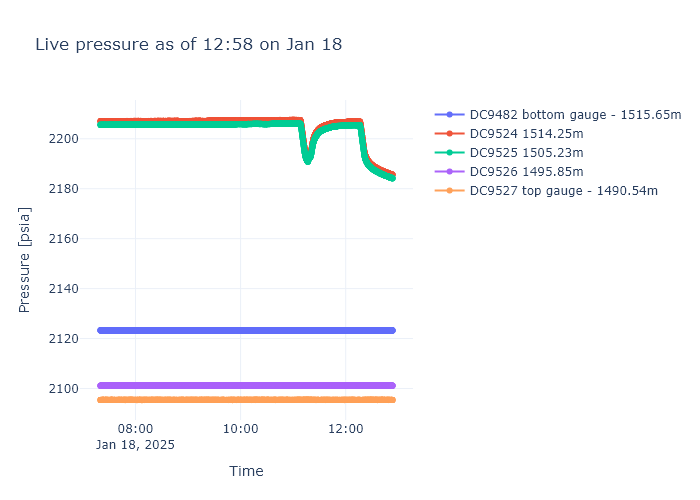 Live pressure as of 12:58 on Jan 18
DC9482 bottom gauge - 1515.65m
DC9524 1514.25m
DC9525 1505.23m
DC9526 1495.85m
DC9527 top gauge - 1490.54m
Pressure [psia]
2200
2180
2160
2140
2120
2100
08:00
10:00
12:00
Jan 18, 2025
Time